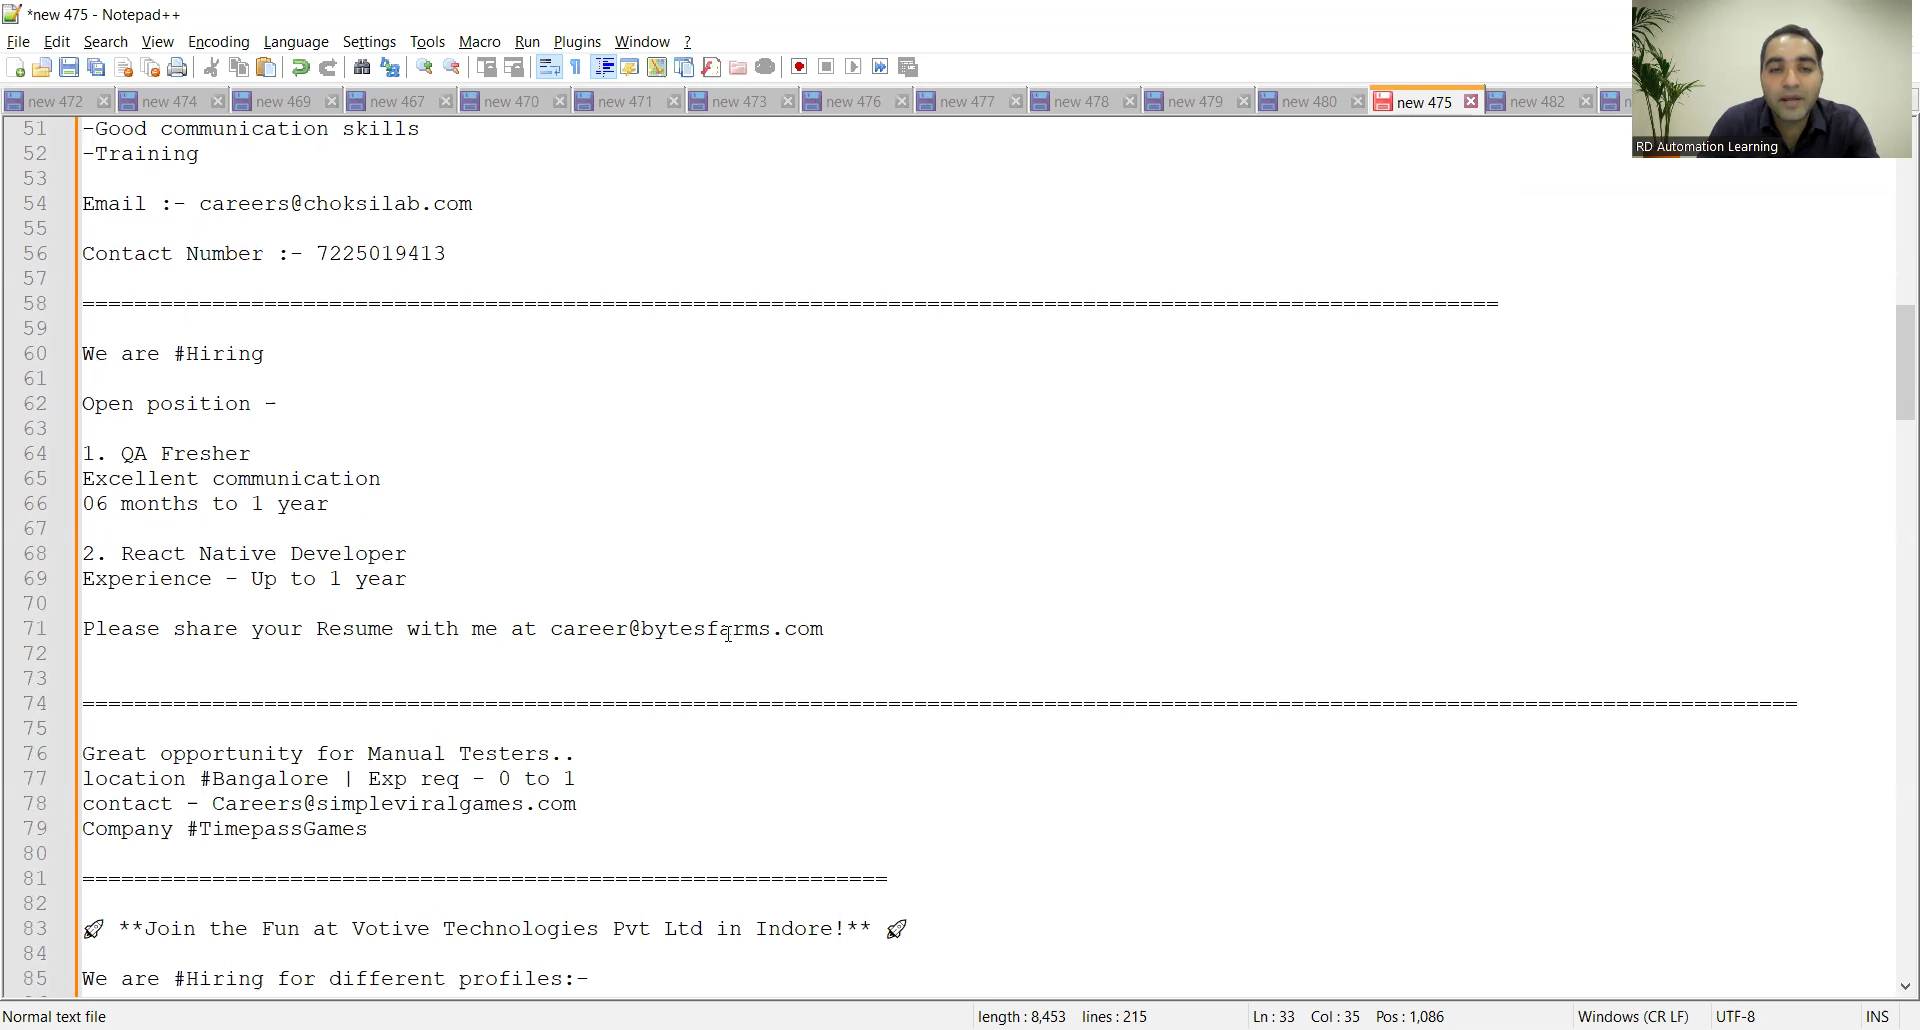 *new 475 - Notepad++
File Edit Search View Encoding Language Settings Tools Macro Run Plugins Window ?
new 472 new 474 new 469 new 467 new 470 new 471 new 473 new 476 new 477 new 478 new 479 new 480 new 475 new 482
RD Automation Learning
51 -Good communication skills
52 -Training
53
54 Email :- careers@choksilab.com
55
56 Contact Number :- 7225019413
57
58 =============================================================================================================
59
60 We are #Hiring
61
62 Open position -
63
64 1. QA Fresher
65 Excellent communication
66 06 months to 1 year
67
68 2. React Native Developer
69 Experience - Up to 1 year
70
71 Please share your Resume with me at career@bytesfarms.com
72
73
74 ====================================================================================================================================
75
76 Great opportunity for Manual Testers..
77 location #Bangalore | Exp req - 0 to 1
78 contact - Careers@simpleviralgames.com
79 Company #TimepassGames
80
81 ==============================================================
82
83 🚀 **Join the Fun at Votive Technologies Pvt Ltd in Indore!** 🚀
84
85 We are #Hiring for different profiles:-
Normal text file length : 8,453 lines : 215 Ln : 33 Col : 35 Pos : 1,086 Windows (CR LF) UTF-8 INS